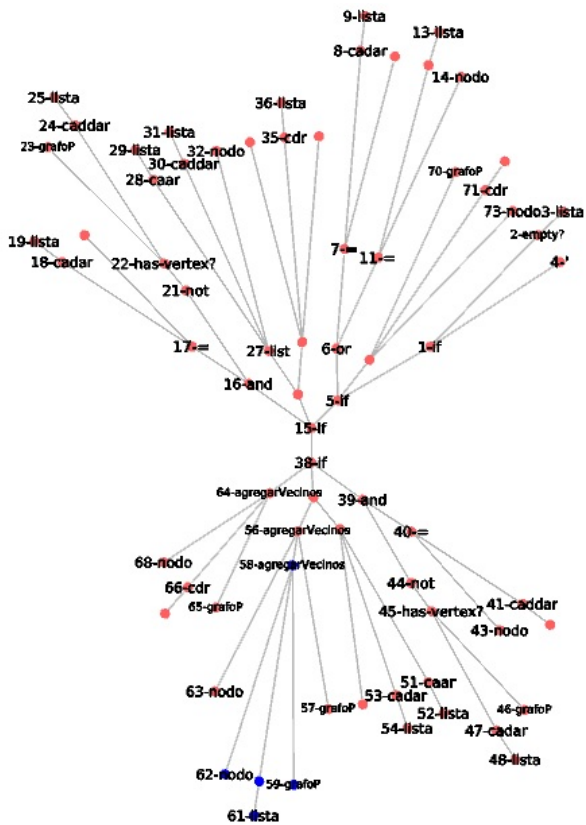 9-lista
13-lista
8-cadar
14-nodo
25-lista
36-lista
24-caddar
31-lista
35-cdr
23-grafoP
29-lista
32-nodo
30-caddar
28-caar
70-grafoP
71-cdr
73-nodo
3-lista
2-empty?
19-lista
18-cadar
22-has-vertex?
7-=
11-=
4-'
21-not
17-=
27-list
6-or
1-if
16-and
5-if
15-if
38-if
64-agregarVecinos
39-and
56-agregarVecinos
40-=
58-agregarVecinos
68-nodo
66-cdr
65-grafoP
44-not
45-has-vertex?
41-caddar
43-nodo
63-nodo
57-grafoP
51-caar
53-cadar
52-lista
54-lista
46-grafoP
47-cadar
48-lista
62-nodo
59-grafoP
61-lista